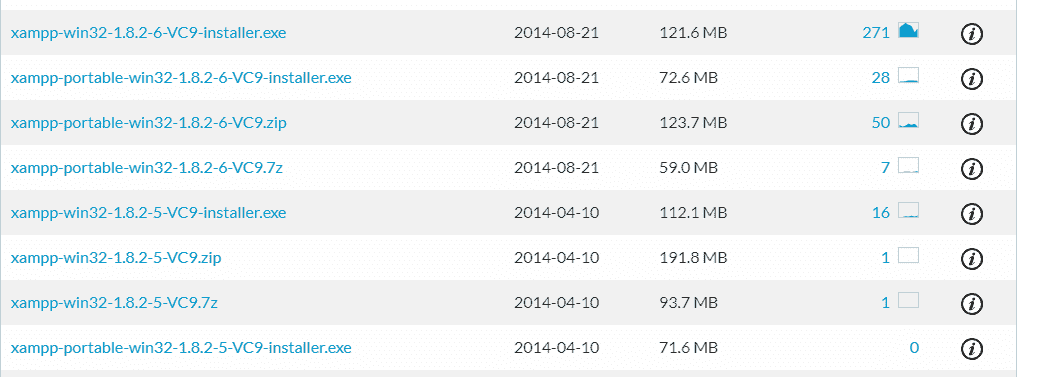 xampp-win32-1.8.2-6-VC9-installer.exe 2014-08-21 121.6 MB 271 i
xampp-portable-win32-1.8.2-6-VC9-installer.exe 2014-08-21 72.6 MB 28 i
xampp-portable-win32-1.8.2-6-VC9.zip 2014-08-21 123.7 MB 50 i
xampp-portable-win32-1.8.2-6-VC9.7z 2014-08-21 59.0 MB 7 i
xampp-win32-1.8.2-5-VC9-installer.exe 2014-04-10 112.1 MB 16 i
xampp-win32-1.8.2-5-VC9.zip 2014-04-10 191.8 MB 1 i
xampp-win32-1.8.2-5-VC9.7z 2014-04-10 93.7 MB 1 i
xampp-portable-win32-1.8.2-5-VC9-installer.exe 2014-04-10 71.6 MB 0 i